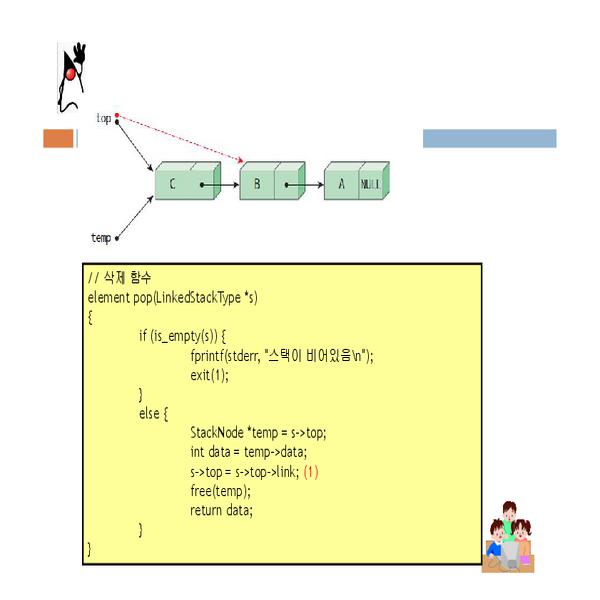 top
C B A NULL
temp
// 삭제 함수
element pop(LinkedStackType *s)
{
if (is_empty(s)) {
fprintf(stderr, "스택이 비어있음\n");
exit(1);
}
else {
StackNode *temp = s->top;
int data = temp->data;
s->top = s->top->link; (1)
free(temp);
return data;
}
}